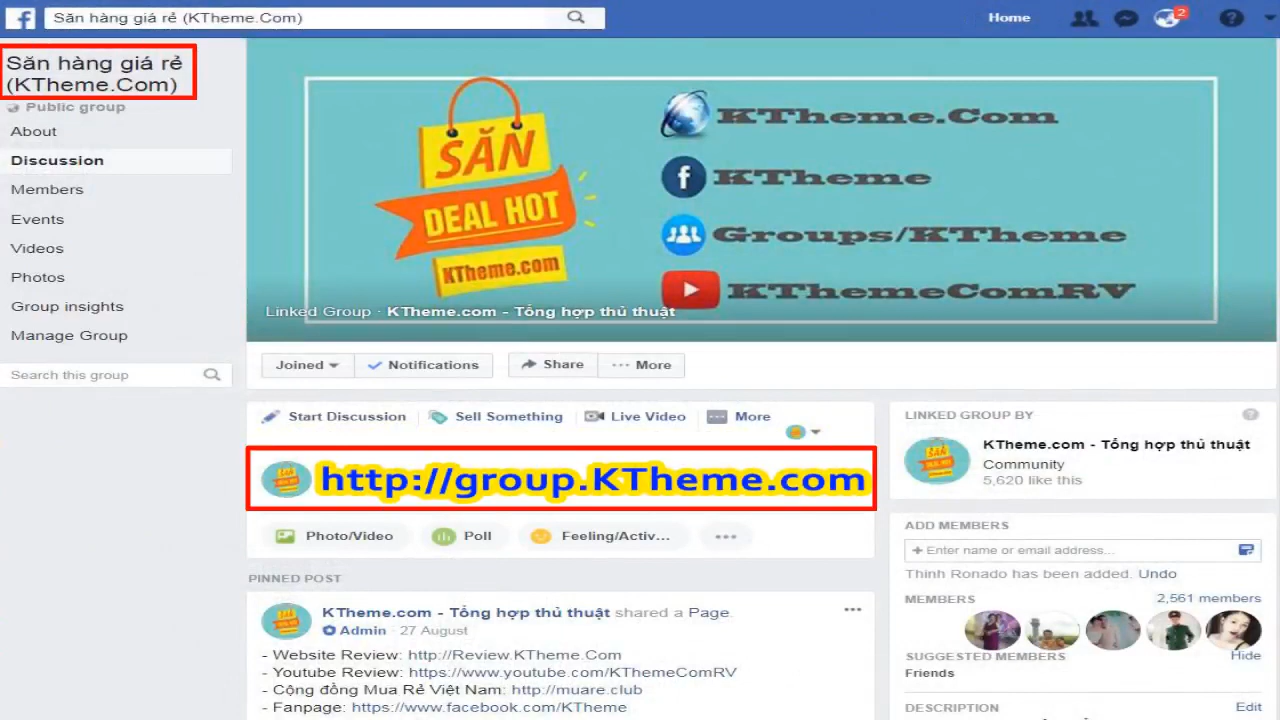 Săn hàng giá rẻ (KTheme.Com)
Home
2
Săn hàng giá rẻ
(KTheme.Com)
Public group
About
Discussion
Members
Events
Videos
Photos
Group insights
Manage Group
Search this group
SĂN
DEAL HOT
KTheme.com
KTheme.Com
KTheme
Groups/KTheme
KThemeComRV
Linked Group · KTheme.com - Tổng hợp thủ thuật
Joined
Notifications
Share
More
Start Discussion
Sell Something
Live Video
More
http://group.KTheme.com
Photo/Video
Poll
Feeling/Activ...
PINNED POST
KTheme.com - Tổng hợp thủ thuật shared a Page.
Admin · 27 August
- Website Review: http://Review.KTheme.Com
- Youtube Review: https://www.youtube.com/KThemeComRV
- Cộng đồng Mua Rẻ Việt Nam: http://muare.club
- Fanpage: https://www.facebook.com/KTheme
LINKED GROUP BY
KTheme.com - Tổng hợp thủ thuật
Community
5,620 like this
ADD MEMBERS
+ Enter name or email address...
Thinh Ronado has been added. Undo
MEMBERS
2,561 members
SUGGESTED MEMBERS
Hide
Friends
DESCRIPTION
Edit